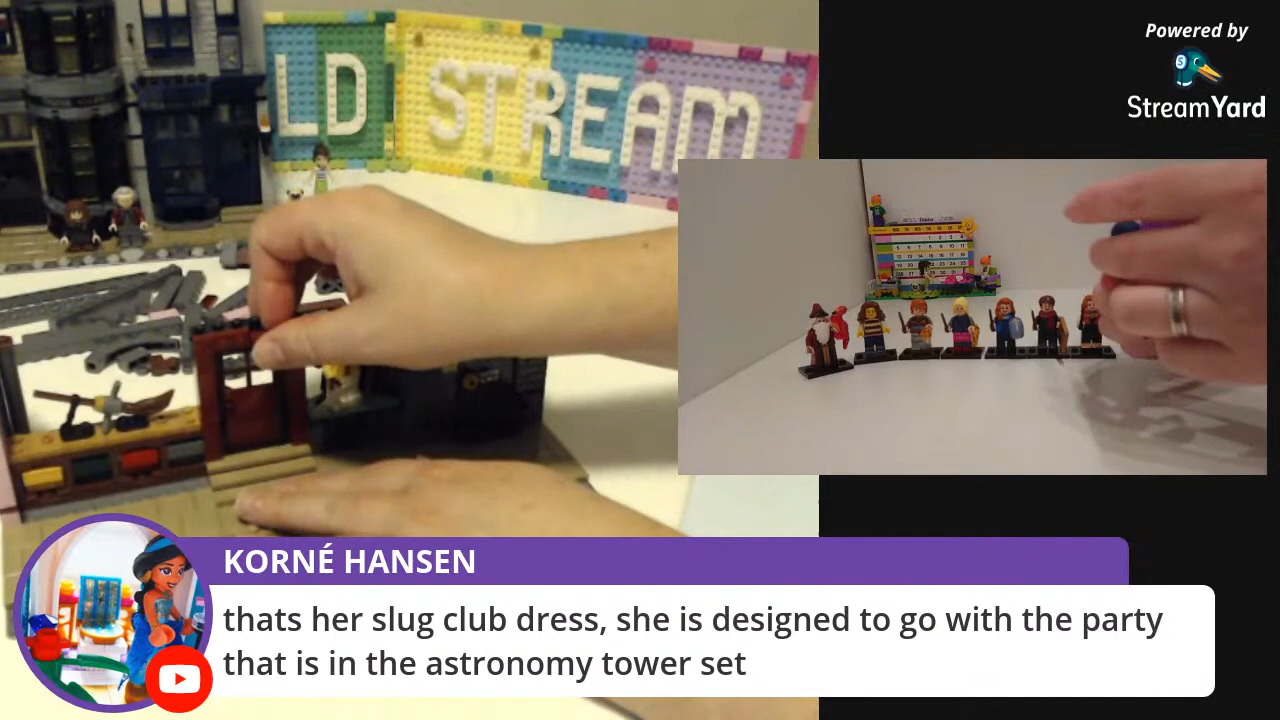 Powered by
StreamYard
LD STREAM
KORNÉ HANSEN
thats her slug club dress, she is designed to go with the party
that is in the astronomy tower set